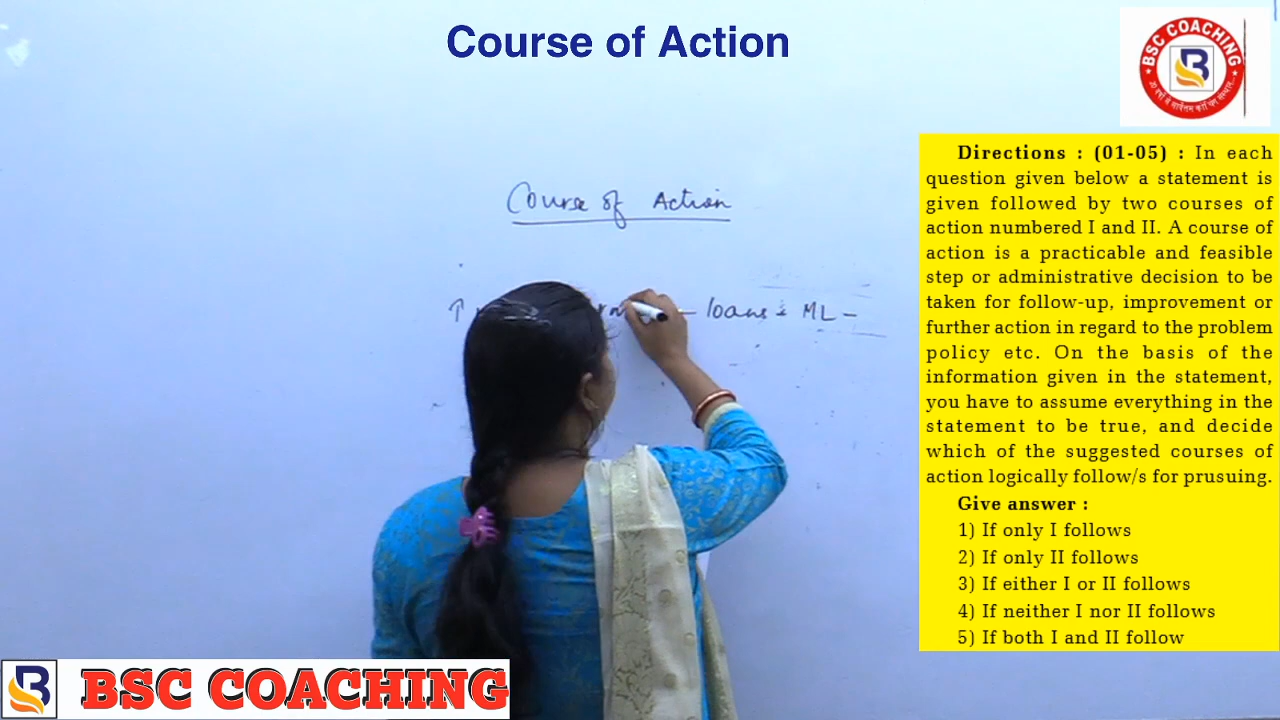 Course of Action
BSC COACHING
Course of Action
↑ loans & ML –
Directions : (01-05) : In each
question given below a statement is
given followed by two courses of
action numbered I and II. A course of
action is a practicable and feasible
step or administrative decision to be
taken for follow-up, improvement or
further action in regard to the problem
policy etc. On the basis of the
information given in the statement,
you have to assume everything in the
statement to be true, and decide
which of the suggested courses of
action logically follow/s for prusuing.
Give answer :
1) If only I follows
2) If only II follows
3) If either I or II follows
4) If neither I nor II follows
5) If both I and II follow
BSC COACHING